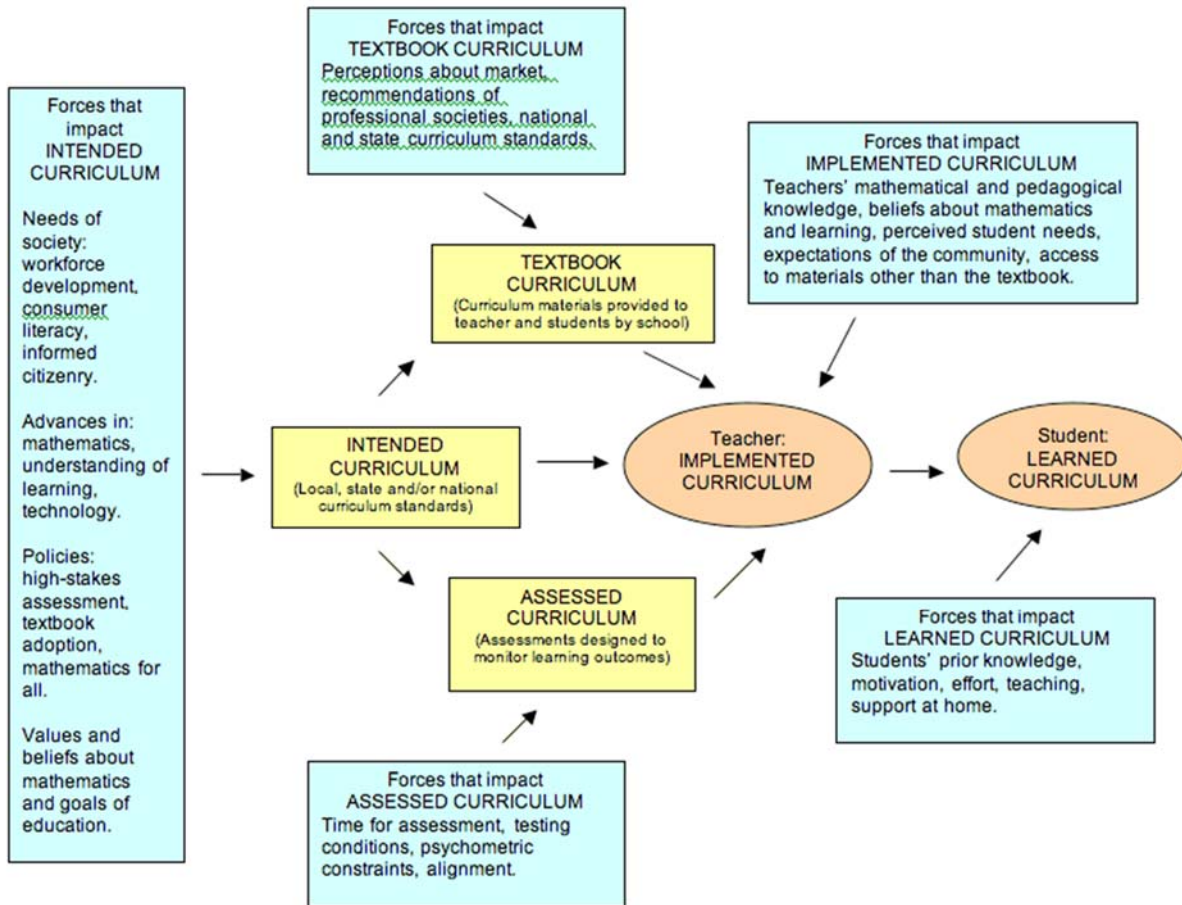 Forces that
impact
INTENDED
CURRICULUM
Needs of
society:
workforce
development,
consumer
literacy,
informed
citizenry.
Advances in:
mathematics,
understanding of
learning,
technology.
Policies:
high-stakes
assessment,
textbook
adoption,
mathematics for
all.
Values and
beliefs about
mathematics
and goals of
education.
Forces that impact
TEXTBOOK CURRICULUM
Perceptions about market,
recommendations of
professional societies, national
and state curriculum standards.
Forces that impact
IMPLEMENTED CURRICULUM
Teachers' mathematical and pedagogical
knowledge, beliefs about mathematics
and learning, perceived student needs,
expectations of the community, access
to materials other than the textbook.
TEXTBOOK
CURRICULUM
(Curriculum materials provided to
teacher and students by school)
INTENDED
CURRICULUM
(Local, state and/or national
curriculum standards)
Teacher:
IMPLEMENTED
CURRICULUM
Student:
LEARNED
CURRICULUM
ASSESSED
CURRICULUM
(Assessments designed to
monitor learning outcomes)
Forces that impact
LEARNED CURRICULUM
Students' prior knowledge,
motivation, effort, teaching,
support at home.
Forces that impact
ASSESSED CURRICULUM
Time for assessment, testing
conditions, psychometric
constraints, alignment.